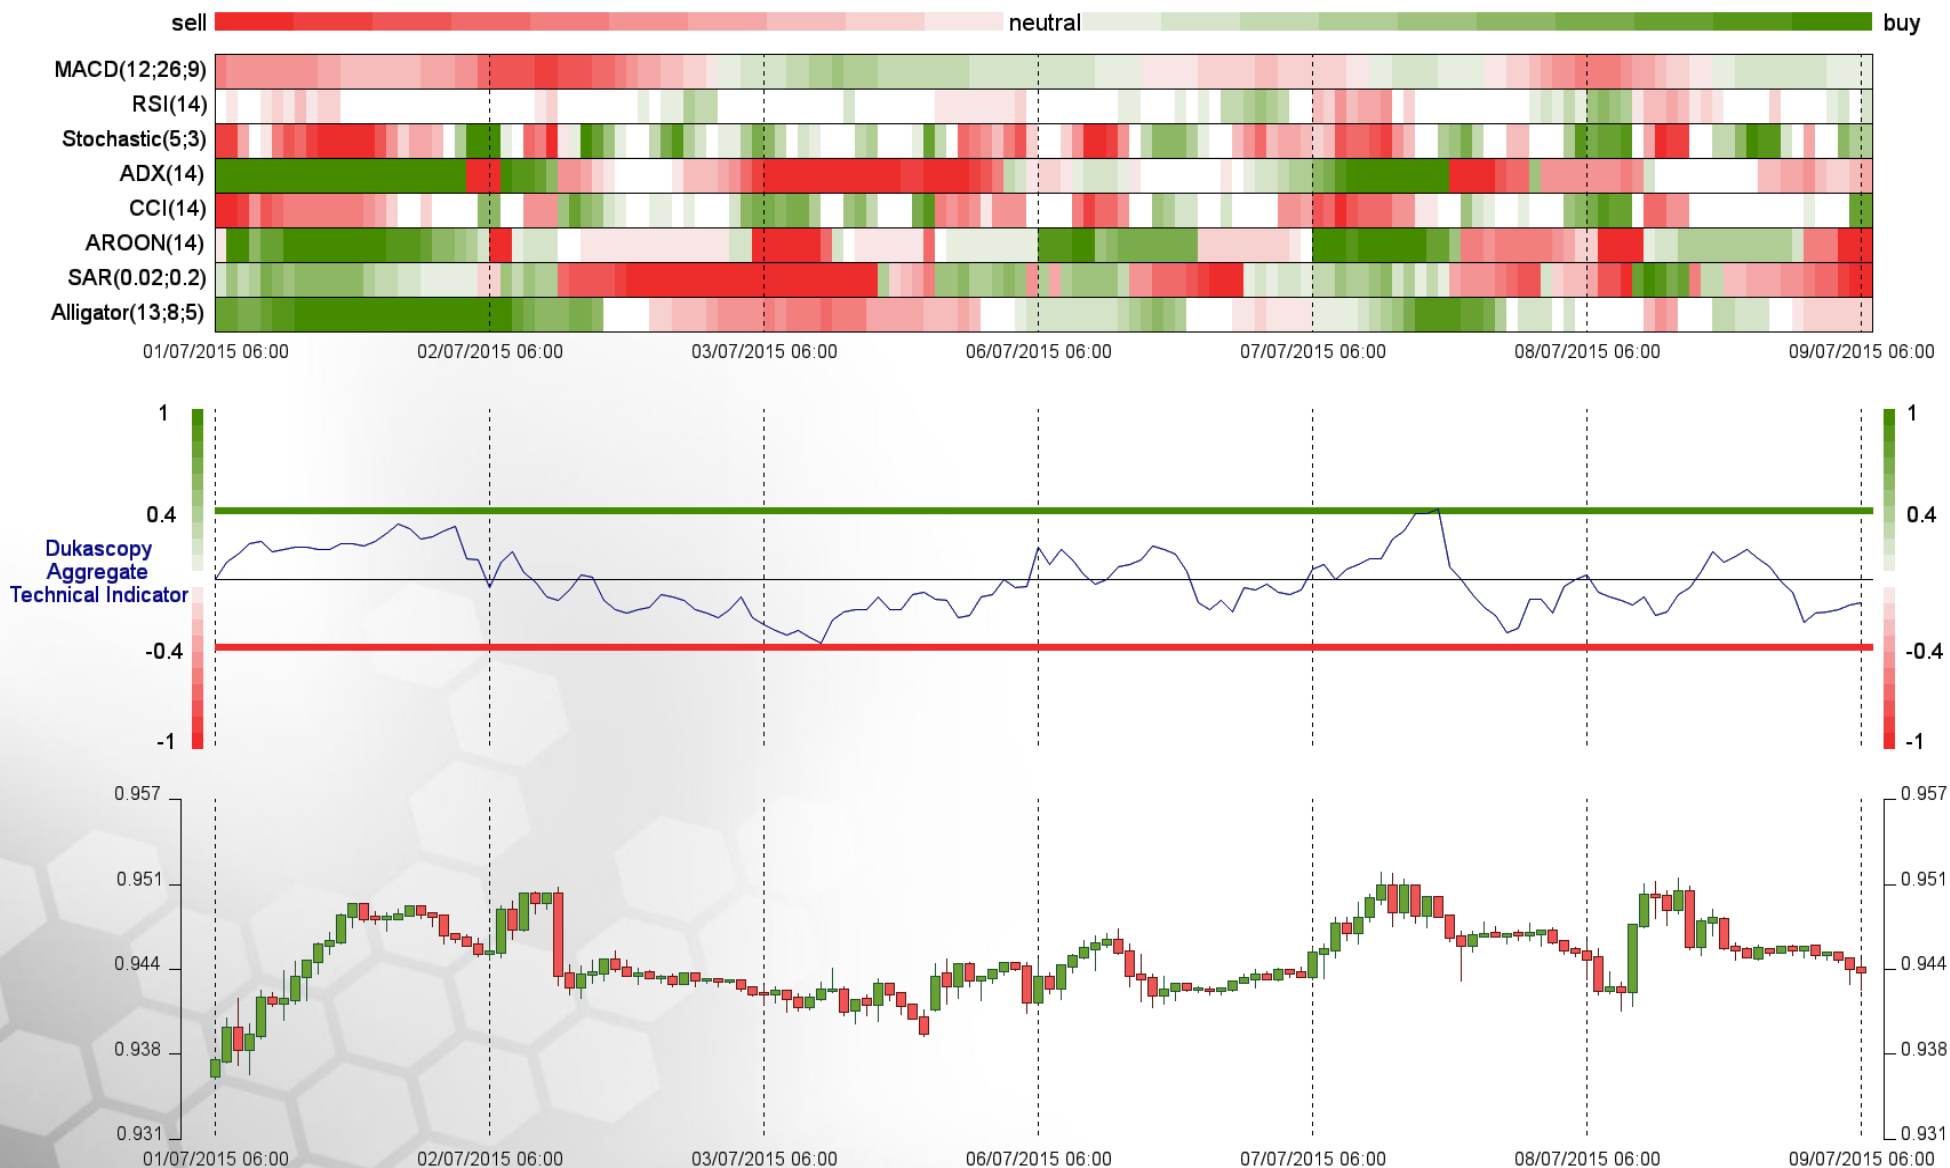 sell neutral buy
MACD(12;26;9)
RSI(14)
Stochastic(5;3)
ADX(14)
CCI(14)
AROON(14)
SAR(0.02;0.2)
Alligator(13;8;5)
01/07/2015 06:00 02/07/2015 06:00 03/07/2015 06:00 06/07/2015 06:00 07/07/2015 06:00 08/07/2015 06:00 09/07/2015 06:00
1 1
0.4 0.4
Dukascopy
Aggregate
Technical Indicator
-0.4 -0.4
-1 -1
0.957 0.957
0.951 0.951
0.944 0.944
0.938 0.938
0.931 0.931
01/07/2015 06:00 02/07/2015 06:00 03/07/2015 06:00 06/07/2015 06:00 07/07/2015 06:00 08/07/2015 06:00 09/07/2015 06:00